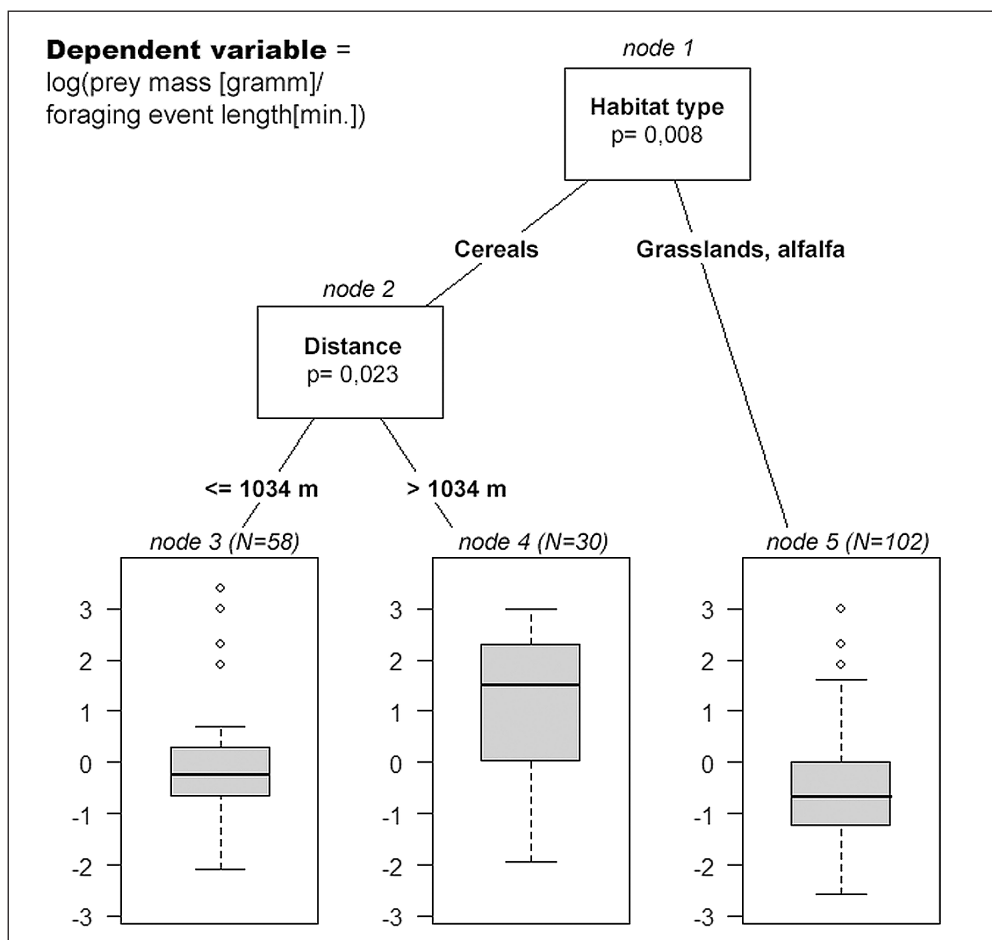 Dependent variable =
log(prey mass [gramm]/
foraging event length[min.])
node 1
Habitat type
p= 0,008
Cereals
Grasslands, alfalfa
node 2
Distance
p= 0,023
<= 1034 m
> 1034 m
node 3 (N=58)
node 4 (N=30)
node 5 (N=102)
3
2
1
0
-1
-2
-3
3
2
1
0
-1
-2
-3
3
2
1
0
-1
-2
-3